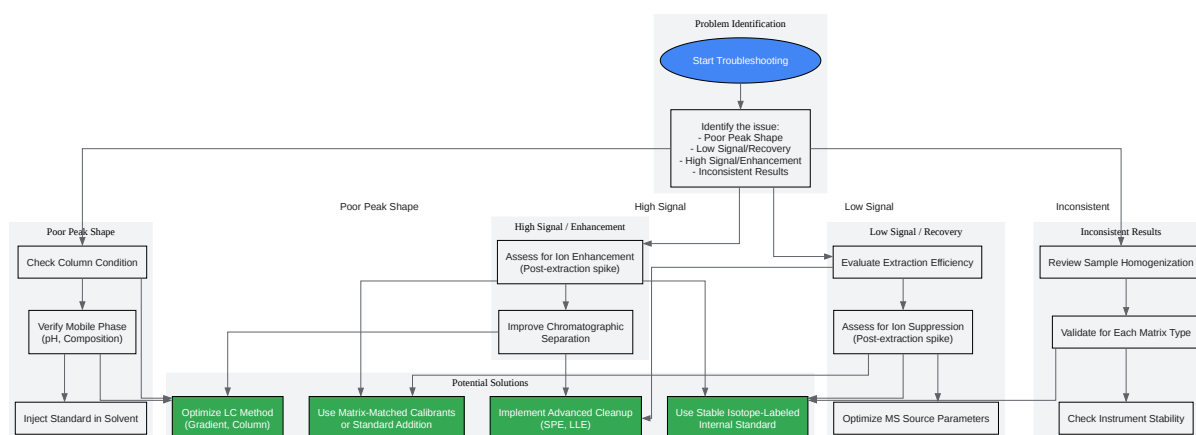 Problem Identification
Start Troubleshooting
Identify the issue:
- Poor Peak Shape
- Low Signal/Recovery
- High Signal/Enhancement
- Inconsistent Results
Poor Peak Shape
High Signal
Low Signal
Inconsistent
Poor Peak Shape
Check Column Condition
Verify Mobile Phase
(pH, Composition)
Inject Standard in Solvent
High Signal / Enhancement
Assess for Ion Enhancement
(Post-extraction spike)
Improve Chromatographic
Separation
Low Signal / Recovery
Evaluate Extraction Efficiency
Assess for Ion Suppression
(Post-extraction spike)
Optimize MS Source Parameters
Inconsistent Results
Review Sample Homogenization
Validate for Each Matrix Type
Check Instrument Stability
Potential Solutions
Optimize LC Method
(Gradient, Column)
Use Matrix-Matched Calibrants
or Standard Addition
Implement Advanced Cleanup
(SPE, LLE)
Use Stable Isotope-Labeled
Internal Standard